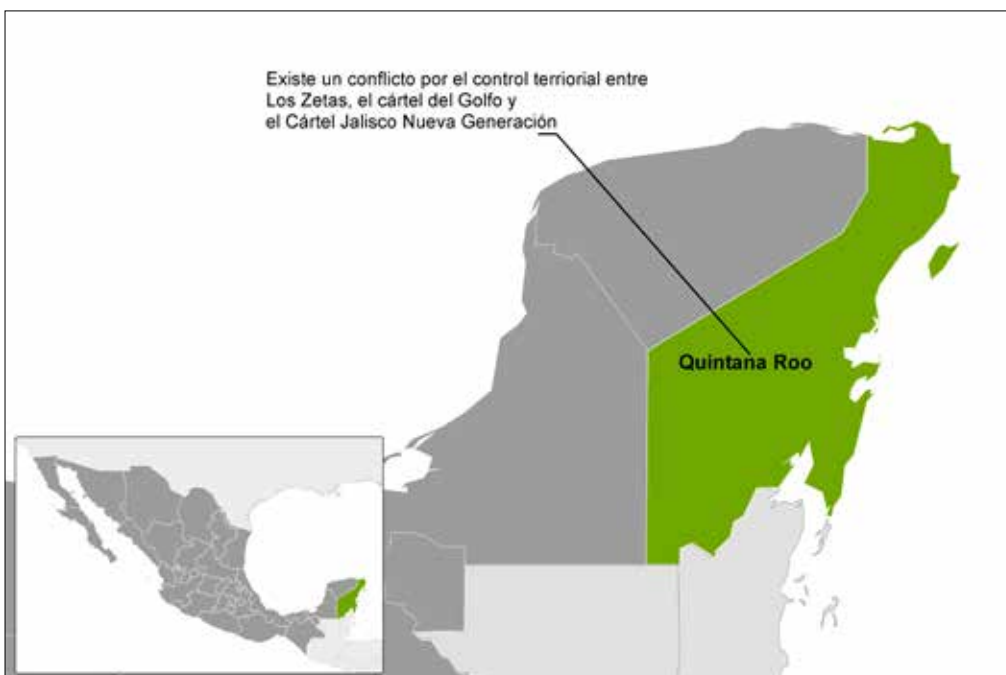 Existe un conflicto por el control terriorial entre
Los Zetas, el cártel del Golfo y
el Cártel Jalisco Nueva Generación
Quintana Roo